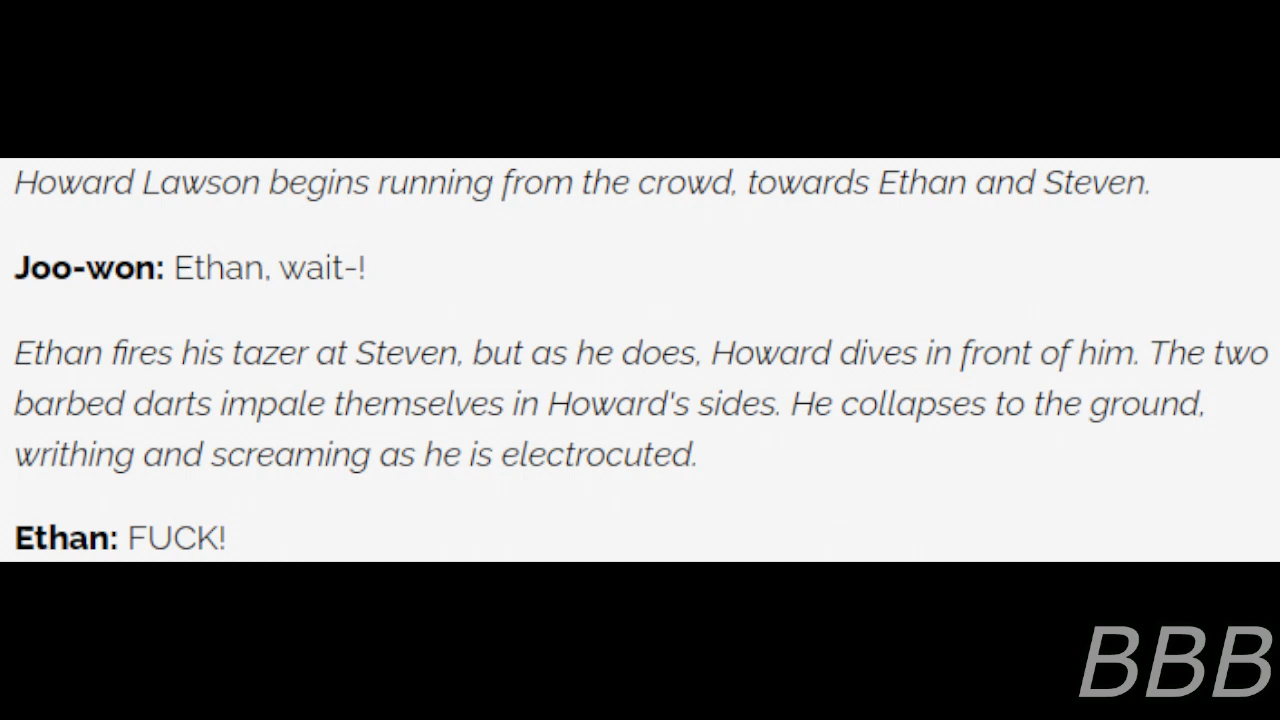 Howard Lawson begins running from the crowd, towards Ethan and Steven.
Joo-won: Ethan, wait-!
Ethan fires his tazer at Steven, but as he does, Howard dives in front of him. The two
barbed darts impale themselves in Howard's sides. He collapses to the ground,
writhing and screaming as he is electrocuted.
Ethan: FUCK!
BBB